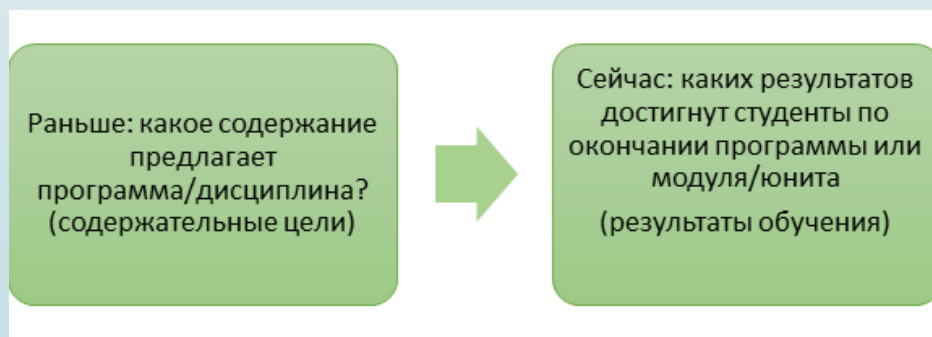 Раньше: какое содержание
предлагает
программа/дисциплина?
(содержательные цели)
Сейчас: каких результатов
достигнут студенты по
окончании программы или
модуля/юнита
(результаты обучения)